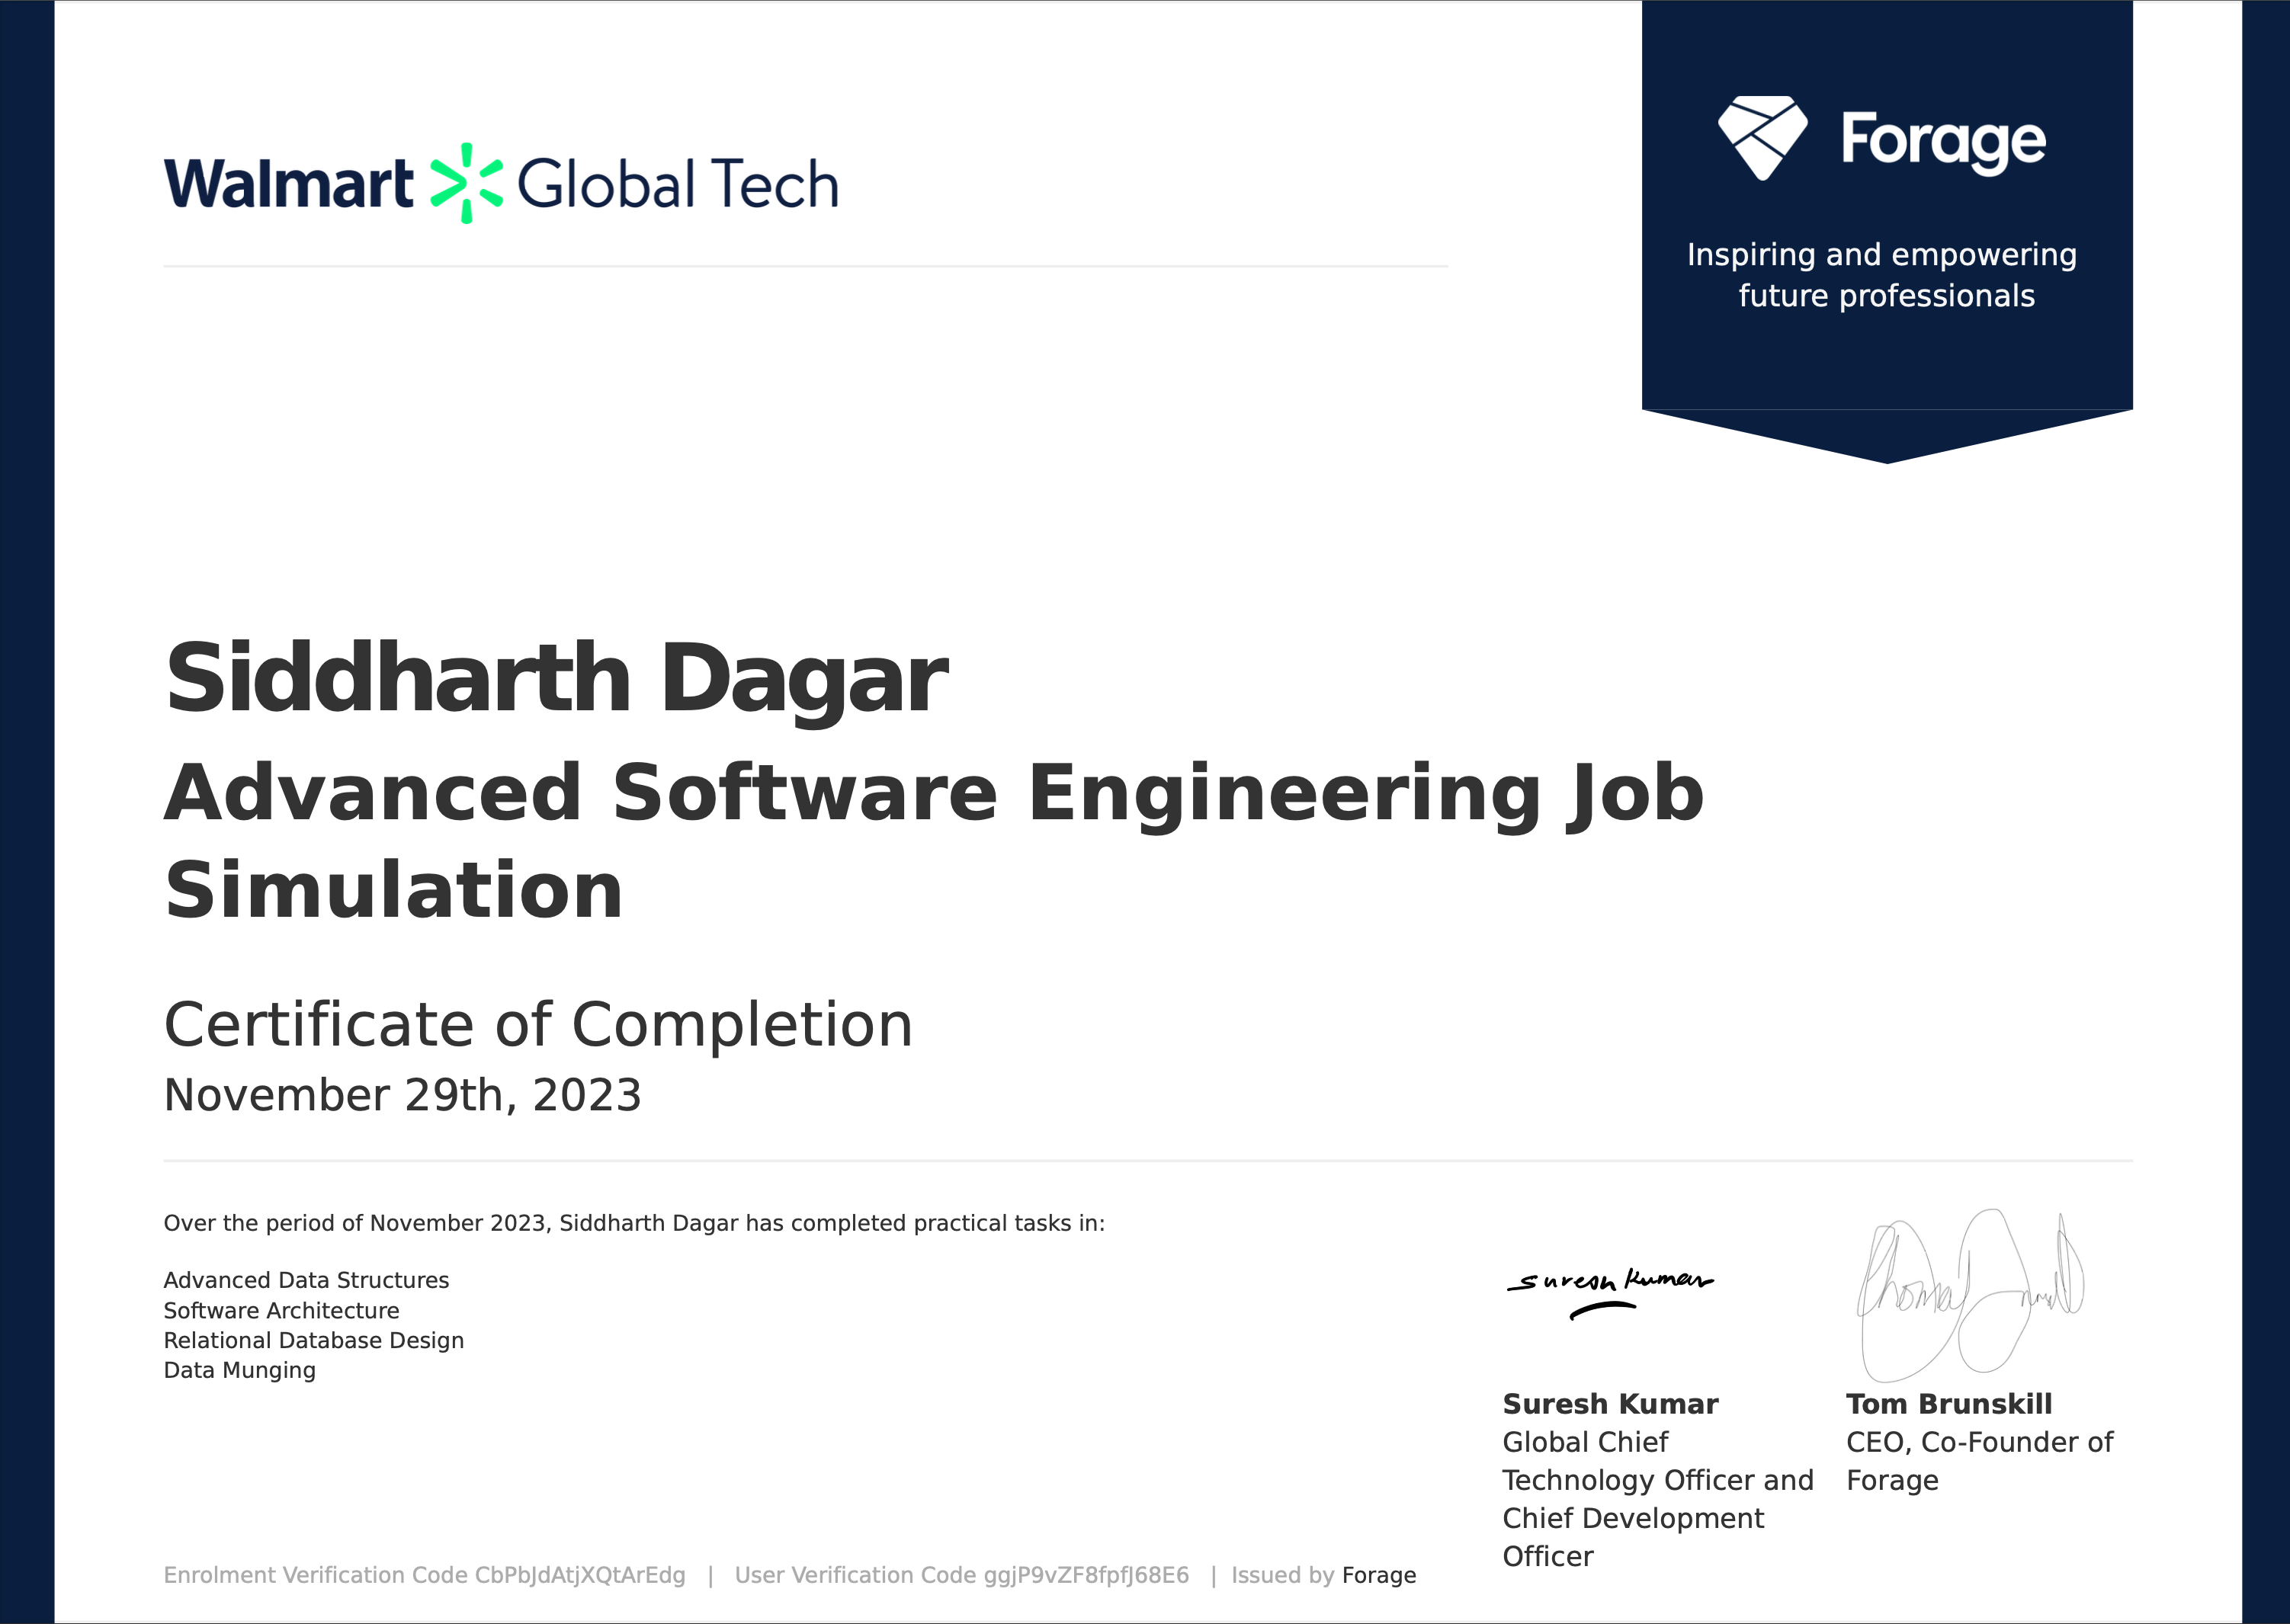 Walmart Global Tech
Forage
Inspiring and empowering
future professionals
Siddharth Dagar
Advanced Software Engineering Job
Simulation
Certificate of Completion
November 29th, 2023
Over the period of November 2023, Siddharth Dagar has completed practical tasks in:
Advanced Data Structures
Software Architecture
Relational Database Design
Data Munging
Suresh Kumar
Suresh Kumar
Global Chief
Technology Officer and
Chief Development
Officer
Tom Brunskill
CEO, Co-Founder of
Forage
Enrolment Verification Code CbPbJdAtjXQtArEdg | User Verification Code ggjP9vZF8fpfJ68E6 | Issued by Forage